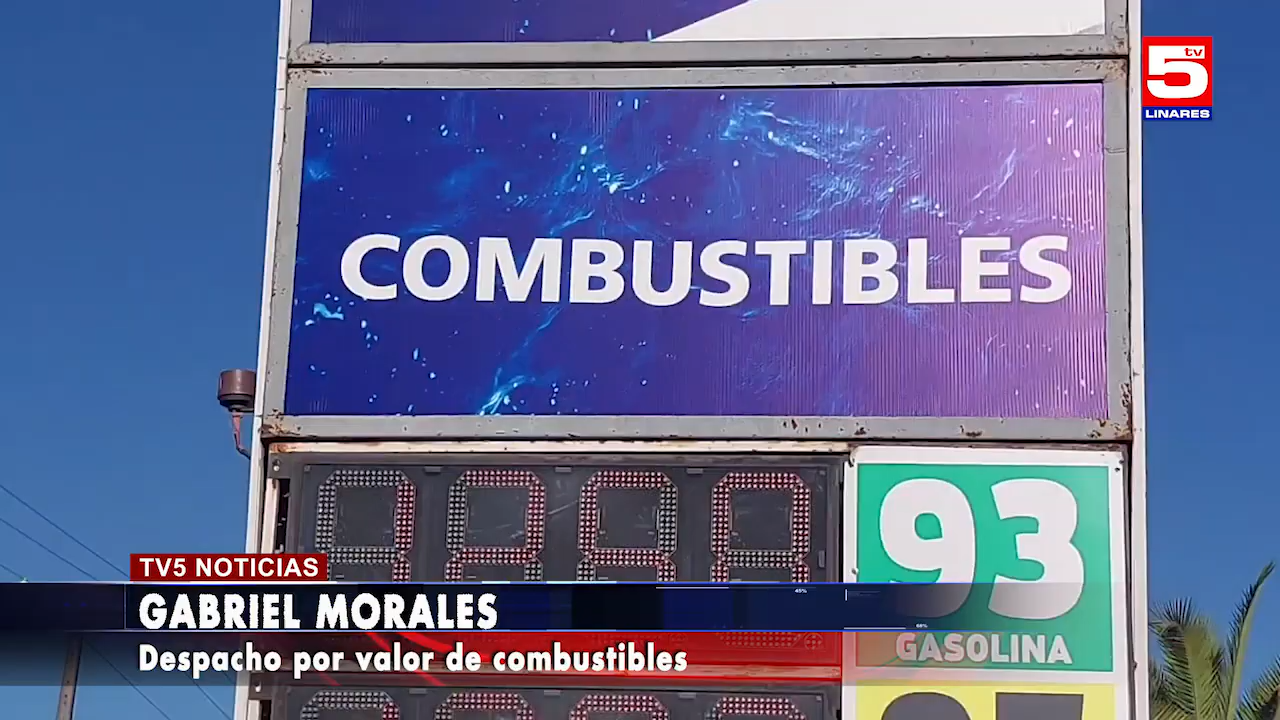 5
tv
LINARES
COMBUSTIBLES
93
GASOLINA
TV5 NOTICIAS
GABRIEL MORALES
Despacho por valor de combustibles